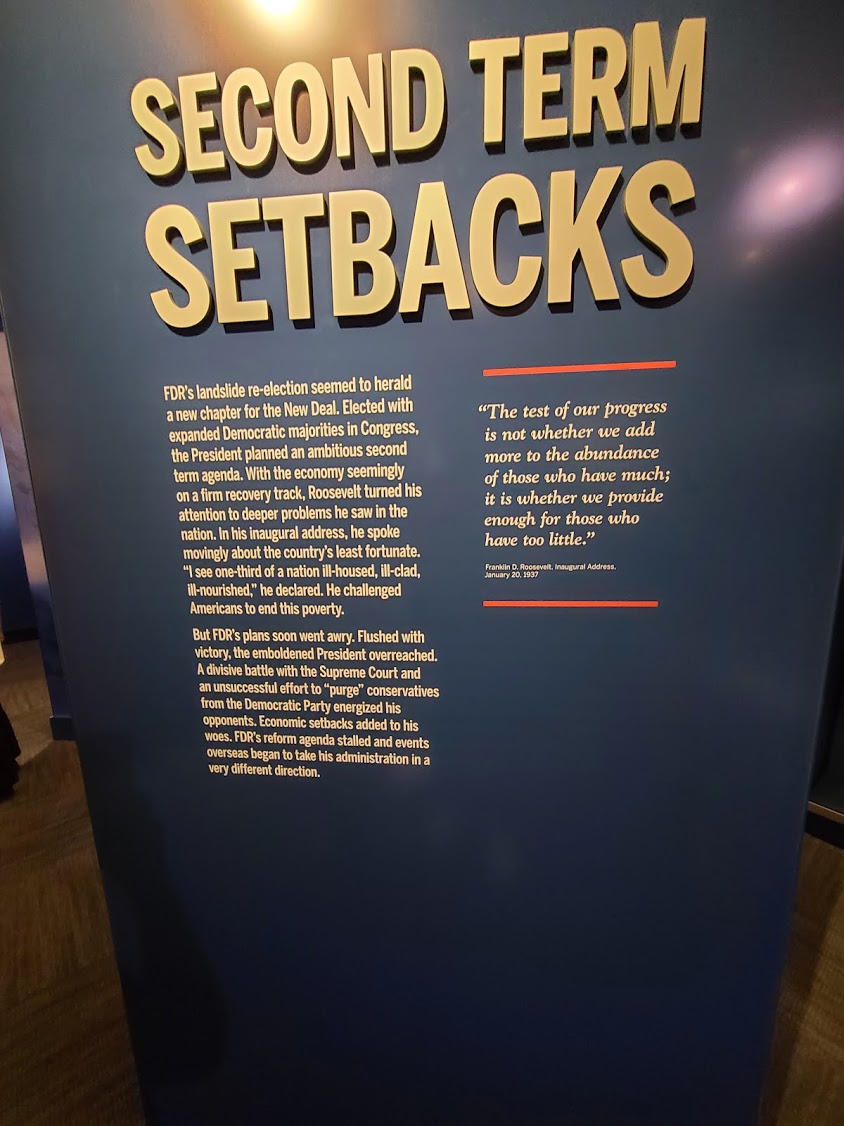 SECOND TERM
SETBACKS
FDR's landslide re-election seemed to herald
a new chapter for the New Deal. Elected with
expanded Democratic majorities in Congress,
the President planned an ambitious second
term agenda. With the economy seemingly
on a firm recovery track, Roosevelt turned his
attention to deeper problems he saw in the
nation. In his inaugural address, he spoke
movingly about the country's least fortunate.
"I see one-third of a nation ill-housed, ill-clad,
ill-nourished," he declared. He challenged
Americans to end this poverty.
But FDR's plans soon went awry. Flushed with
victory, the emboldened President overreached.
A divisive battle with the Supreme Court and
an unsuccessful effort to "purge" conservatives
from the Democratic Party energized his
opponents. Economic setbacks added to his
woes. FDR's reform agenda stalled and events
overseas began to take his administration in a
very different direction.
"The test of our progress
is not whether we add
more to the abundance
of those who have much;
it is whether we provide
enough for those who
have too little."
Franklin D. Roosevelt, Inaugural Address,
January 20, 1937